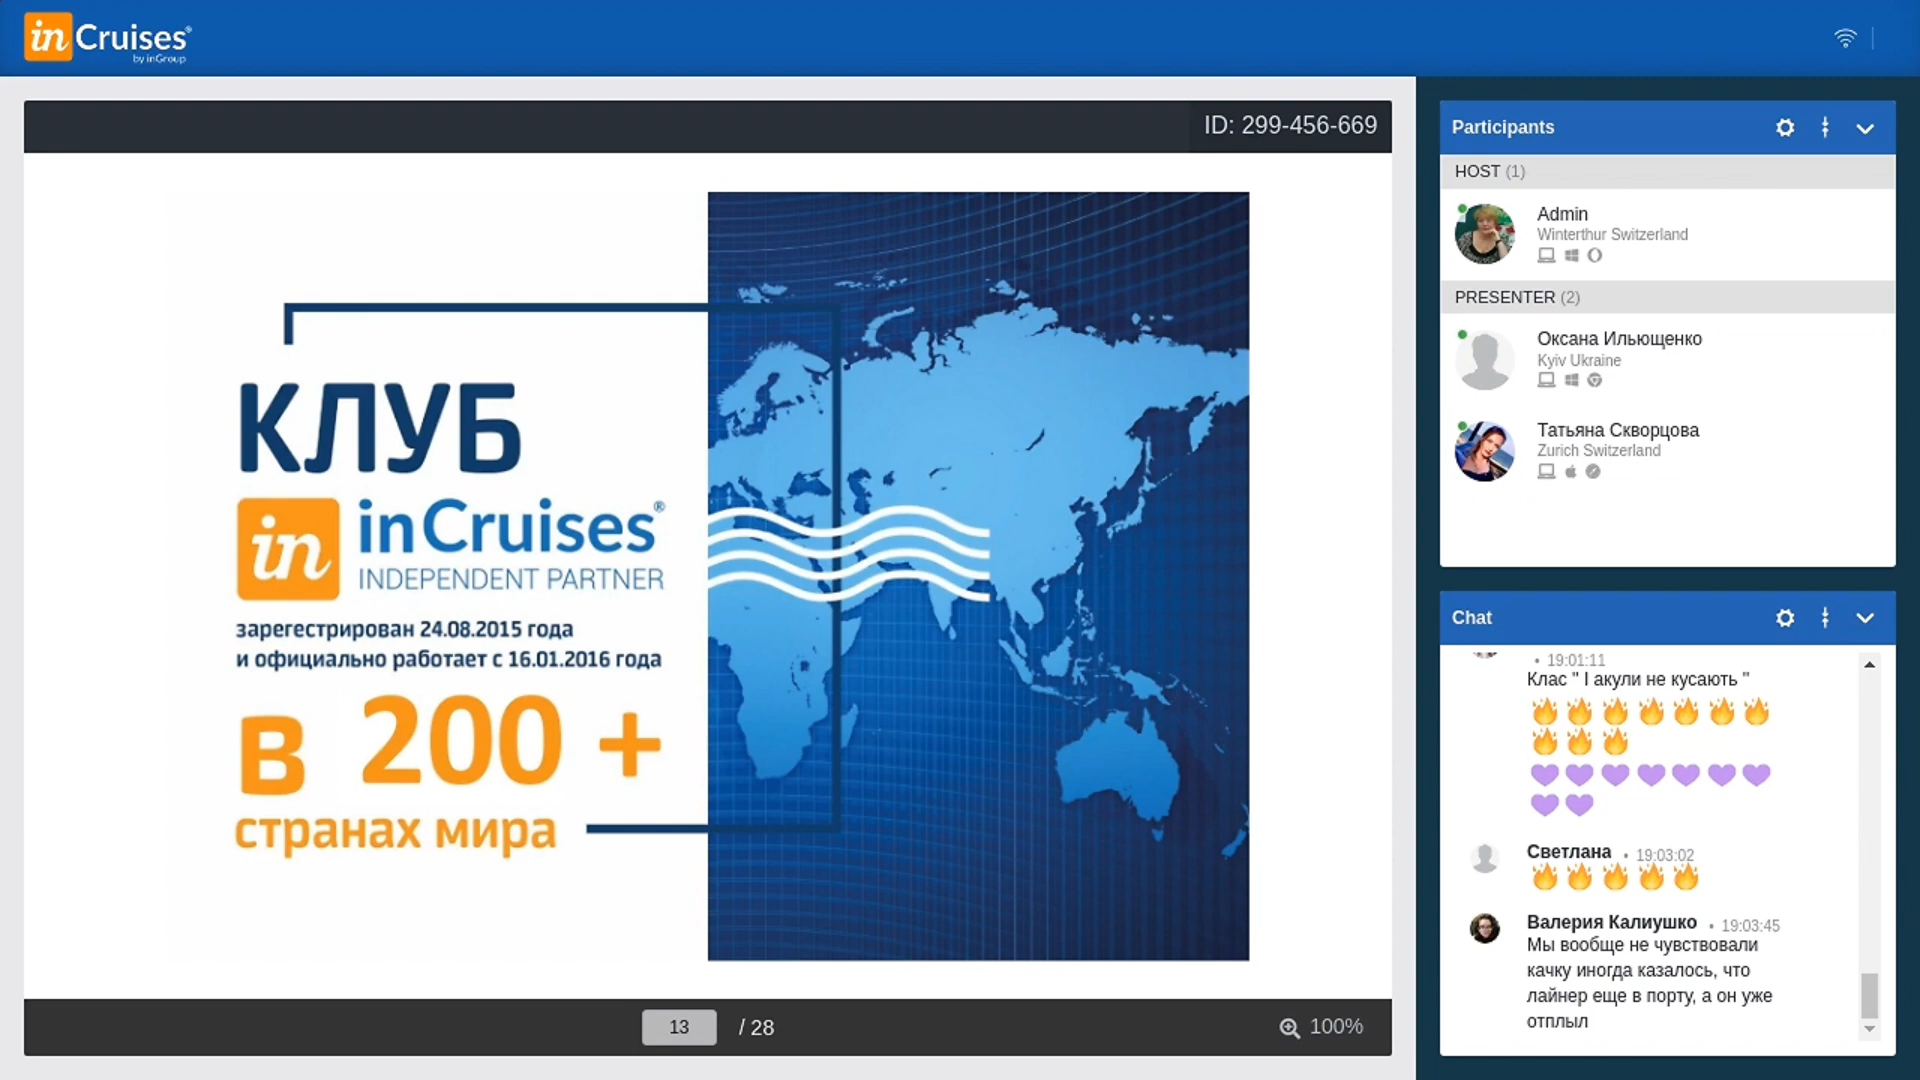 in Cruises®
by inGroup
ID: 299-456-669
КЛУБ
in inCruises®
INDEPENDENT PARTNER
зарегестрирован 24.08.2015 года
и официально работает с 16.01.2016 года
в 200 +
странах мира
13 / 28
100%
Participants
HOST (1)
Admin
Winterthur Switzerland
PRESENTER (2)
Оксана Ильющенко
Kyiv Ukraine
Татьяна Скворцова
Zurich Switzerland
Chat
• 19:01:11
Клас " І акули не кусають "
Светлана • 19:03:02
Валерия Калиушко • 19:03:45
Мы вообще не чувствовали
качку иногда казалось, что
лайнер еще в порту, а он уже
отплыл